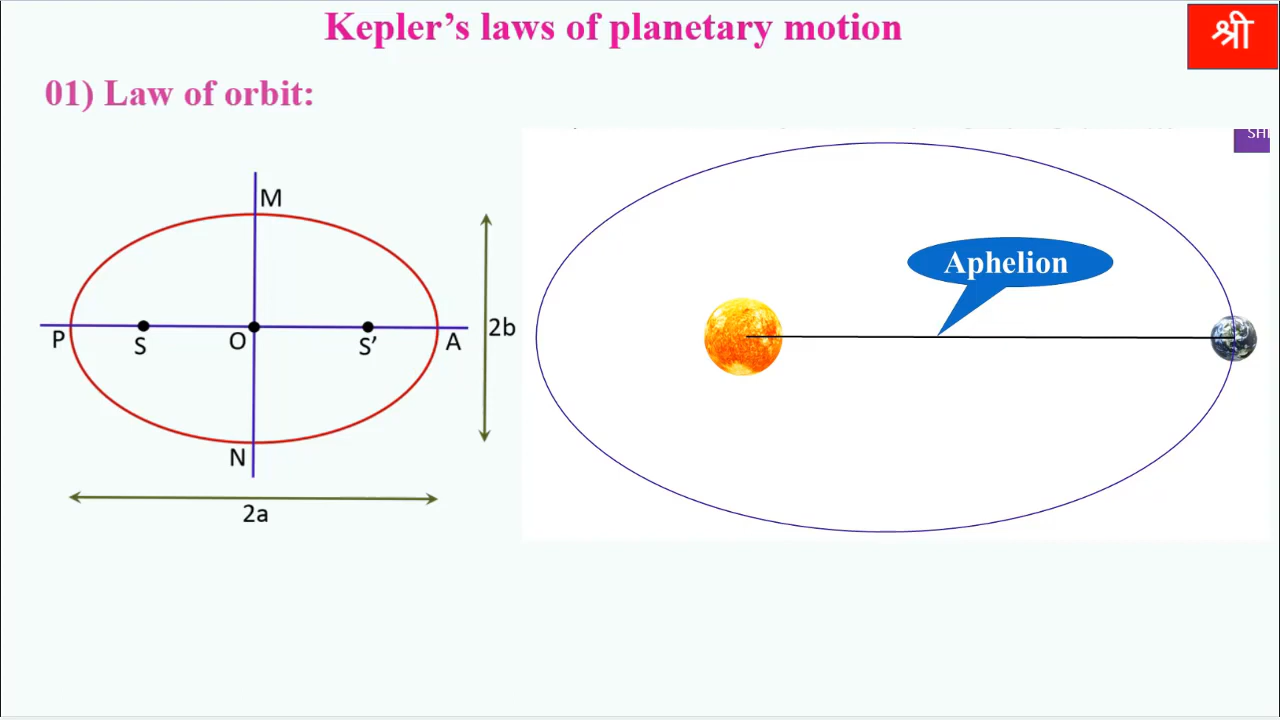 Kepler’s laws of planetary motion
श्री
01) Law of orbit:
M
Aphelion
P
S
O
S’
A
2b
N
2a